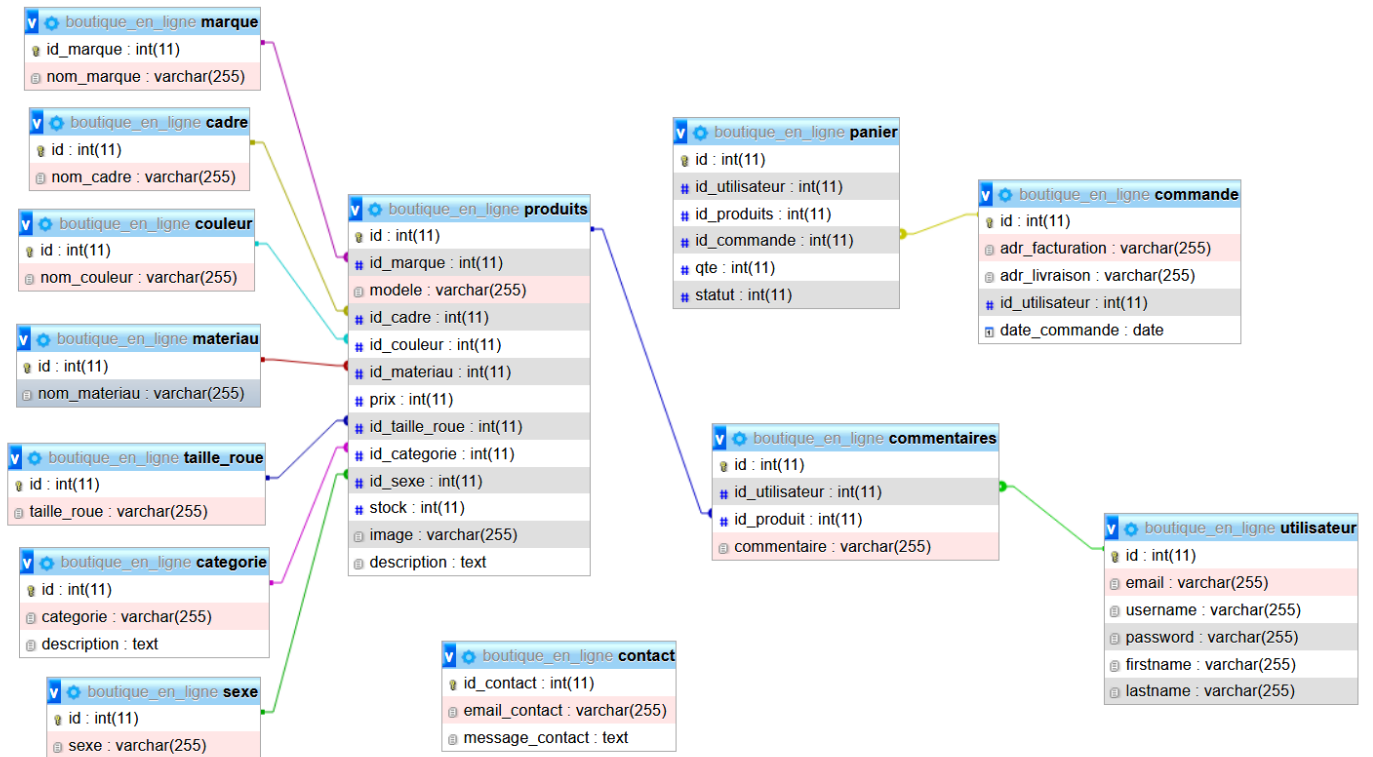 v boutique_en_ligne marque
id_marque : int(11)
nom_marque : varchar(255)
v boutique_en_ligne cadre
id : int(11)
nom_cadre : varchar(255)
v boutique_en_ligne couleur
id : int(11)
nom_couleur : varchar(255)
v boutique_en_ligne materiau
id : int(11)
nom_materiau : varchar(255)
v boutique_en_ligne taille_roue
id : int(11)
taille_roue : varchar(255)
v boutique_en_ligne categorie
id : int(11)
categorie : varchar(255)
description : text
v boutique_en_ligne sexe
id : int(11)
sexe : varchar(255)
v boutique_en_ligne produits
id : int(11)
# id_marque : int(11)
modele : varchar(255)
# id_cadre : int(11)
# id_couleur : int(11)
# id_materiau : int(11)
# prix : int(11)
# id_taille_roue : int(11)
# id_categorie : int(11)
# id_sexe : int(11)
# stock : int(11)
image : varchar(255)
description : text
v boutique_en_ligne contact
id_contact : int(11)
email_contact : varchar(255)
message_contact : text
v boutique_en_ligne panier
id : int(11)
# id_utilisateur : int(11)
# id_produits : int(11)
# id_commande : int(11)
# qte : int(11)
# statut : int(11)
v boutique_en_ligne commande
id : int(11)
adr_facturation : varchar(255)
adr_livraison : varchar(255)
# id_utilisateur : int(11)
date_commande : date
v boutique_en_ligne commentaires
id : int(11)
# id_utilisateur : int(11)
# id_produit : int(11)
commentaire : varchar(255)
v boutique_en_ligne utilisateur
id : int(11)
email : varchar(255)
username : varchar(255)
password : varchar(255)
firstname : varchar(255)
lastname : varchar(255)